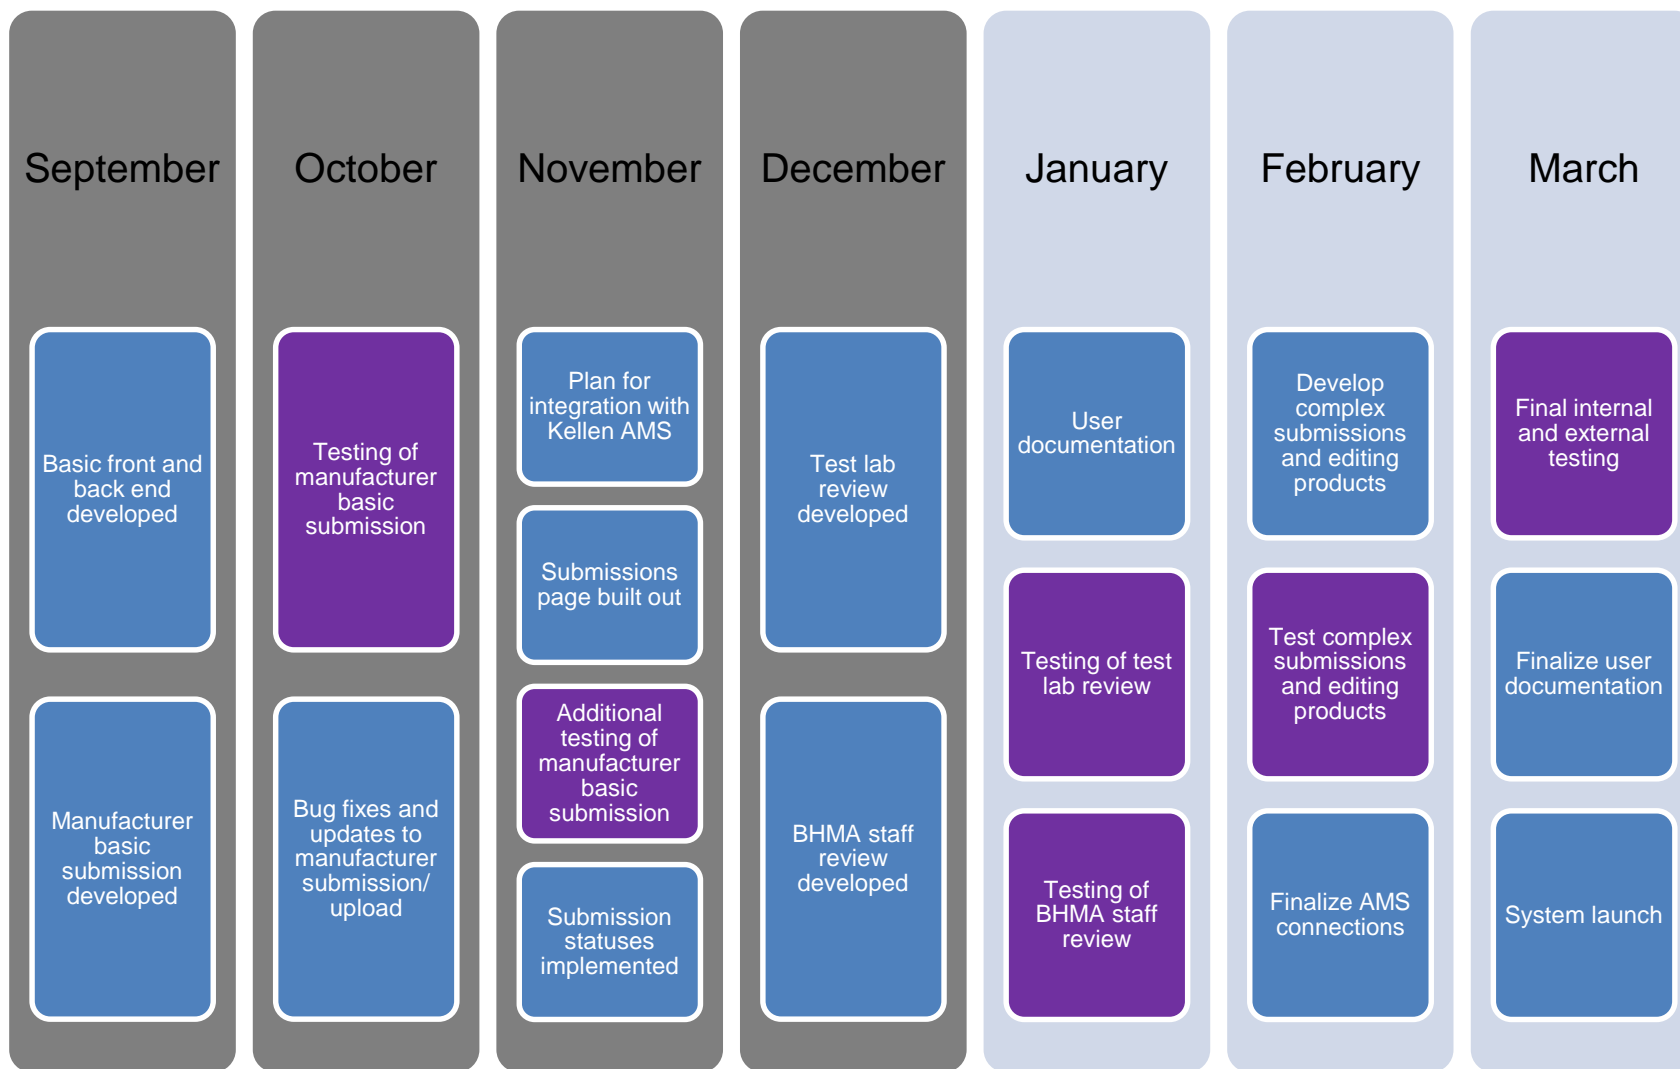 September
Basic front and
back end
developed
Manufacturer
basic
submission
developed
October
Testing of
manufacturer
basic
submission
Bug fixes and
updates to
manufacturer
submission/
upload
November
Plan for
integration with
Kellen AMS
Submissions
page built out
Additional
testing of
manufacturer
basic
submission
Submission
statuses
implemented
December
Test lab
review
developed
BHMA staff
review
developed
January
User
documentation
Testing of test
lab review
Testing of
BHMA staff
review
February
Develop
complex
submissions
and editing
products
Test complex
submissions
and editing
products
Finalize AMS
connections
March
Final internal
and external
testing
Finalize user
documentation
System launch